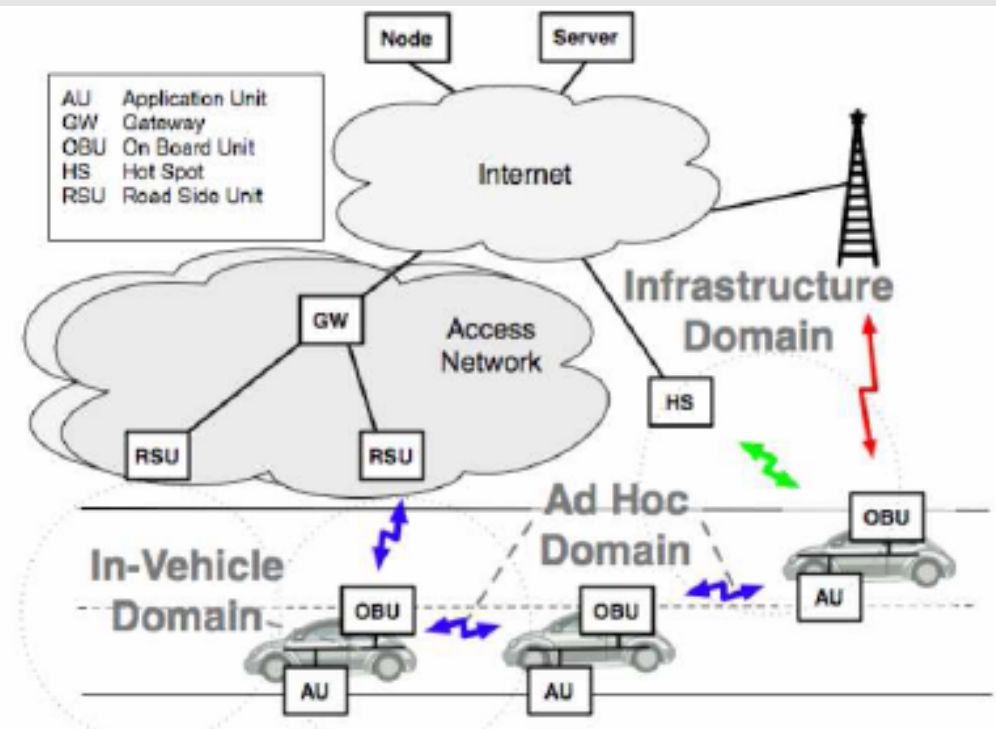 Node
Server
AU Application Unit
GW Gateway
OBU On Board Unit
HS Hot Spot
RSU Road Side Unit
Internet
Infrastructure
Domain
GW
Access
Network
HS
RSU
RSU
Ad Hoc
Domain
OBU
In-Vehicle
Domain
OBU
OBU
AU
AU
AU